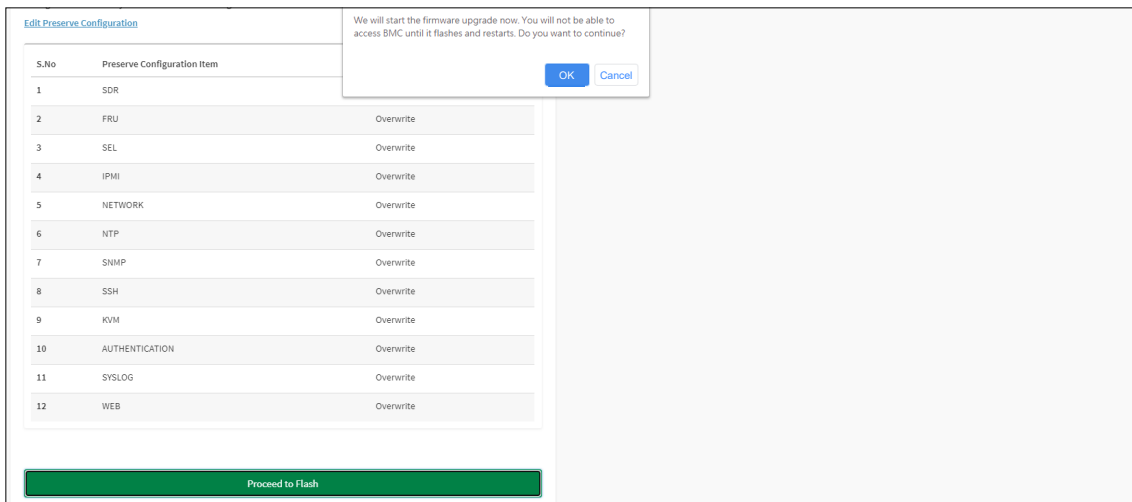 Edit Preserve Configuration
We will start the firmware upgrade now. You will not be able to
access BMC until it flashes and restarts. Do you want to continue?
OK Cancel
S.No Preserve Configuration Item
1 SDR
2 FRU Overwrite
3 SEL Overwrite
4 IPMI Overwrite
5 NETWORK Overwrite
6 NTP Overwrite
7 SNMP Overwrite
8 SSH Overwrite
9 KVM Overwrite
10 AUTHENTICATION Overwrite
11 SYSLOG Overwrite
12 WEB Overwrite
Proceed to Flash